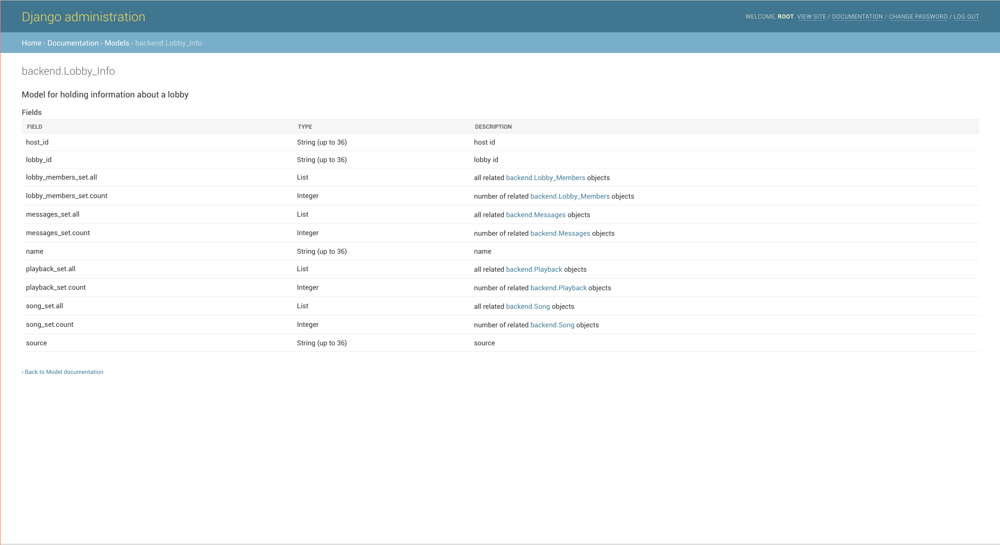 Django administration
WELCOME, ROOT. VIEW SITE / DOCUMENTATION / CHANGE PASSWORD / LOG OUT
Home › Documentation › Models › backend.Lobby_Info
backend.Lobby_Info
Model for holding information about a lobby
Fields
FIELD TYPE DESCRIPTION
host_id String (up to 36) host id
lobby_id String (up to 36) lobby id
lobby_members_set.all List all related backend.Lobby_Members objects
lobby_members_set.count Integer number of related backend.Lobby_Members objects
messages_set.all List all related backend.Messages objects
messages_set.count Integer number of related backend.Messages objects
name String (up to 36) name
playback_set.all List all related backend.Playback objects
playback_set.count Integer number of related backend.Playback objects
song_set.all List all related backend.Song objects
song_set.count Integer number of related backend.Song objects
source String (up to 36) source
‹ Back to Model documentation